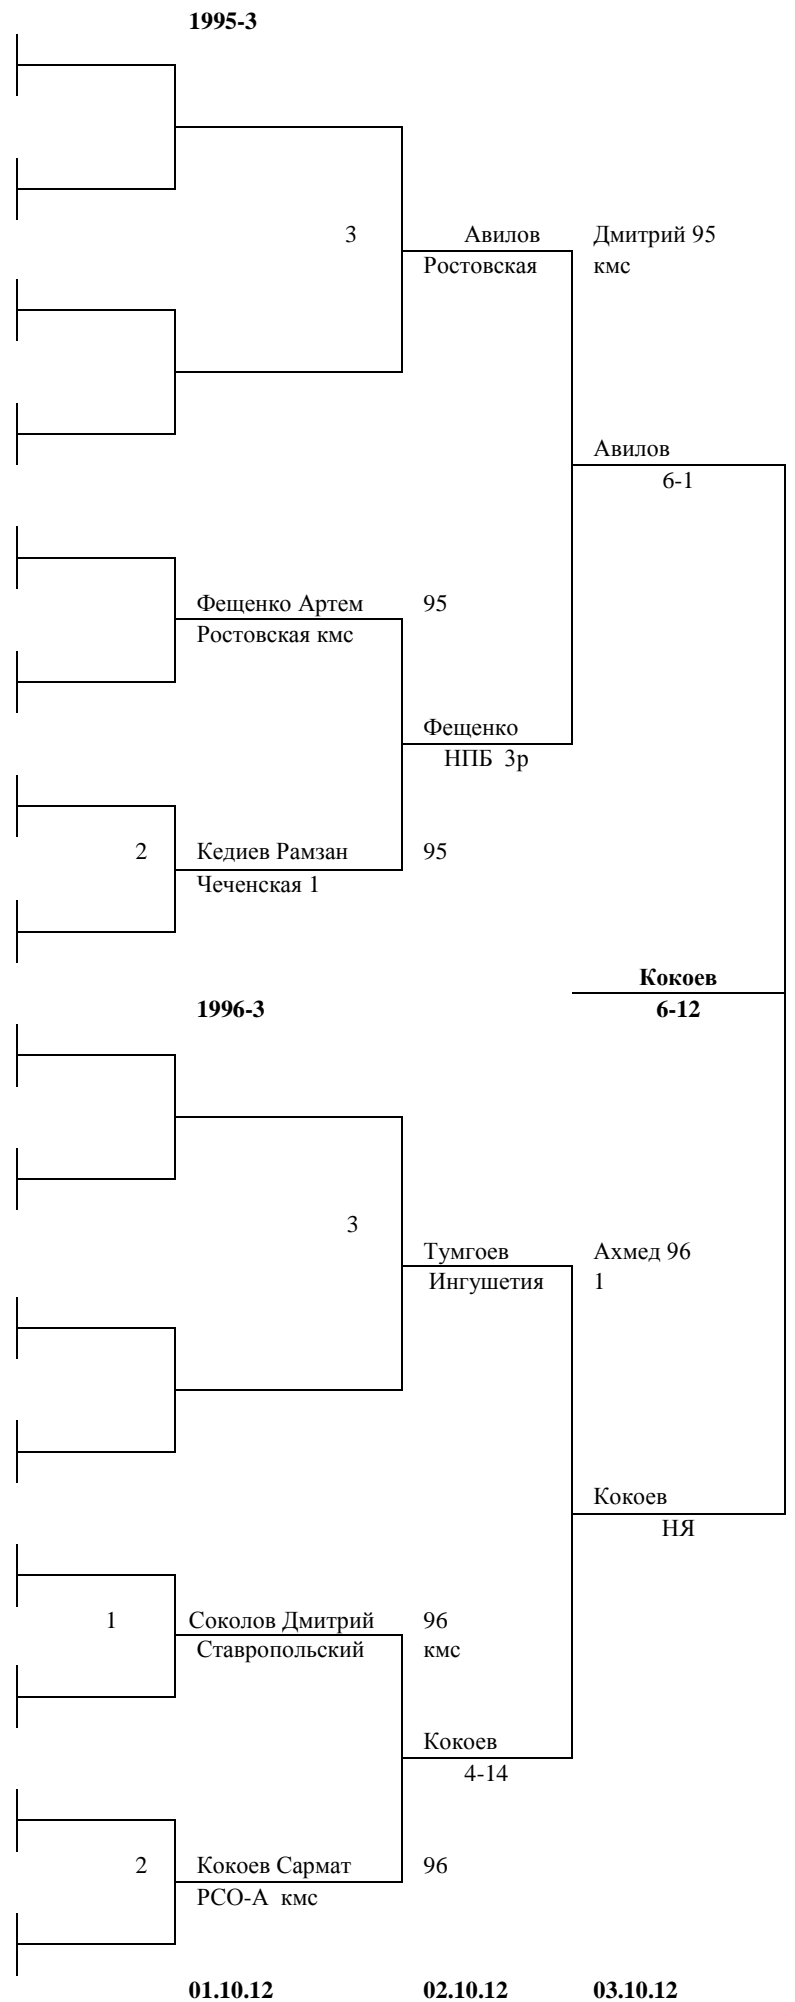 1995-3
3 Авилов Дмитрий 95
Ростовская кмс
Авилов
6-1
Фещенко Артем 95
Ростовская кмс
Фещенко
НПБ 3р
2 Кедиев Рамзан 95
Чеченская 1
Кокоев
1996-3 6-12
3
Тумгоев Ахмед 96
Ингушетия 1
Кокоев
НЯ
1 Соколов Дмитрий 96
Ставропольский кмс
Кокоев
4-14
2 Кокоев Сармат 96
РСО-А кмс
01.10.12 02.10.12 03.10.12